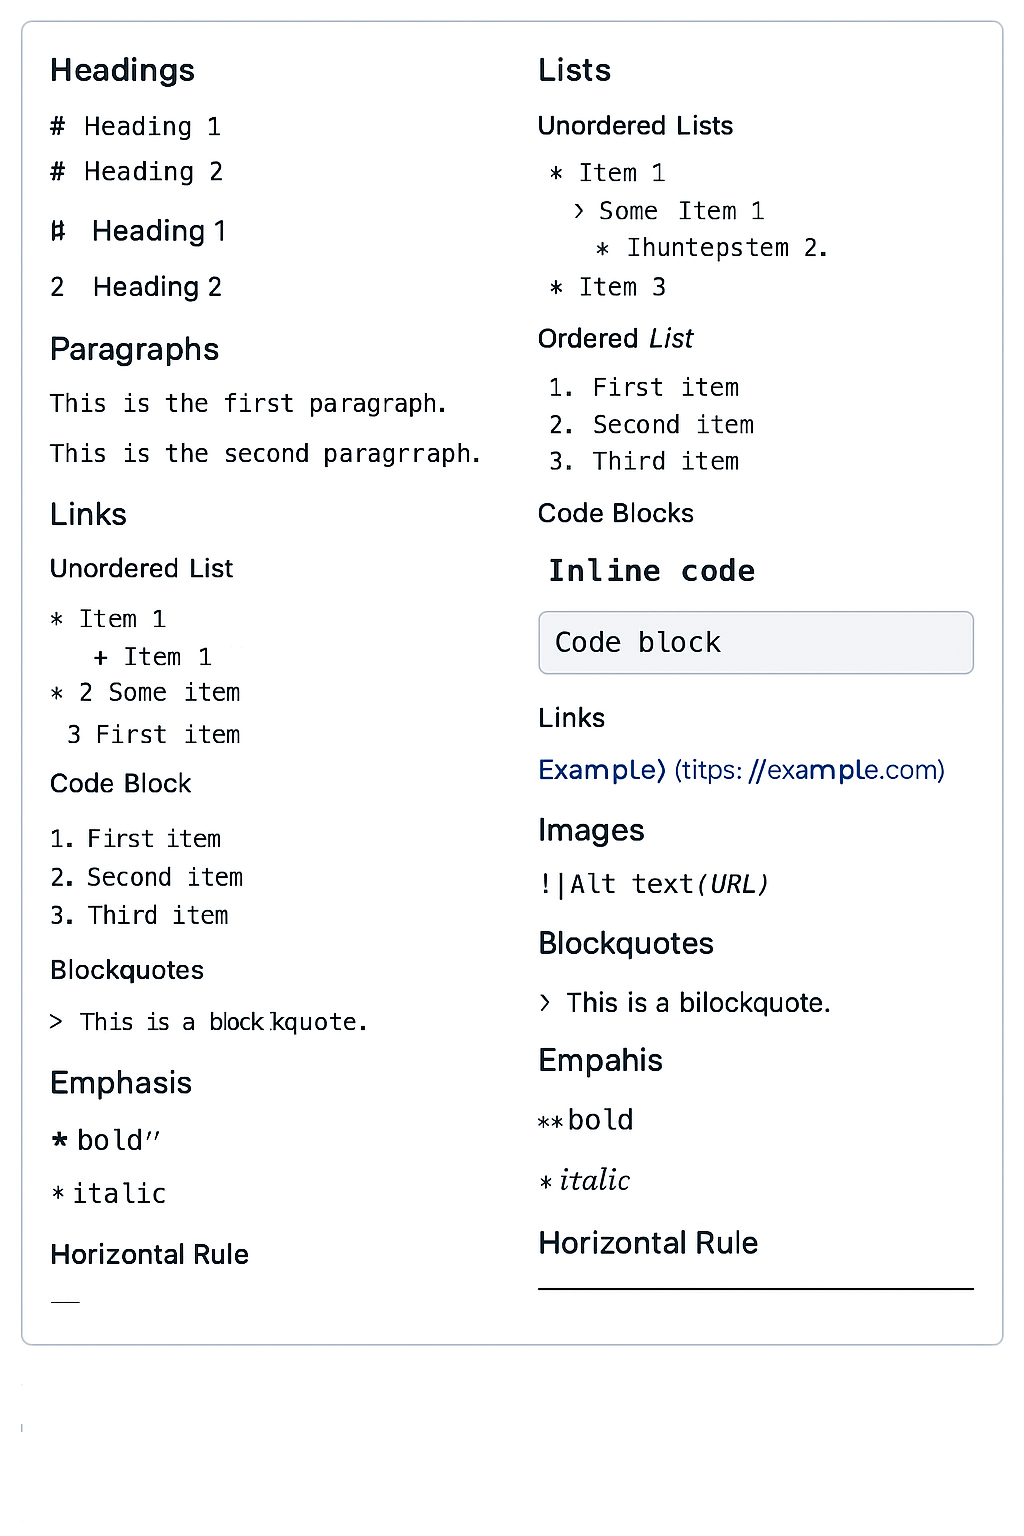 Headings
# Heading 1
# Heading 2
# Heading 1
2 Heading 2
Paragraphs
This is the first paragraph.
This is the second paragrraph.
Links
Unordered List
* Item 1
+ Item 1
* 2 Some item
3 First item
Code Block
1. First item
2. Second item
3. Third item
Blockquotes
> This is a block kquote.
Emphasis
* bold″
* italic
Horizontal Rule
—
Lists
Unordered Lists
* Item 1
> Some Item 1
* Ihuntepstem 2.
* Item 3
Ordered List
1. First item
2. Second item
3. Third item
Code Blocks
Inline code
Code block
Links
Example) (titps: //example.com)
Images
!|Alt text(URL)
Blockquotes
> This is a bilockquote.
Empahis
**bold
* italic
Horizontal Rule